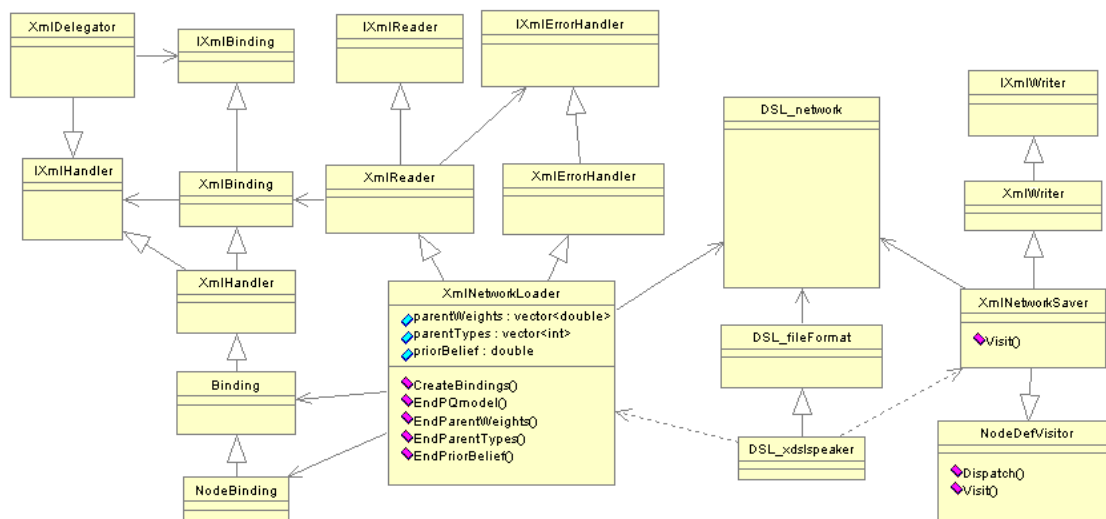 XmlDelegator
IXmlBinding
IXmlReader
IXmlErrorHandler
IXmlWriter
DSL_network
IXmlHandler
XmlBinding
XmlReader
XmlErrorHandler
XmlWriter
XmlHandler
XmlNetworkLoader
parentWeights : vector<double>
parentTypes : vector<int>
priorBelief : double
CreateBindings()
EndPQmodel()
EndParentWeights()
EndParentTypes()
EndPriorBelief()
XmlNetworkSaver
Visit()
DSL_fileFormat
Binding
DSL_xdslspeaker
NodeDefVisitor
Dispatch()
Visit()
NodeBinding